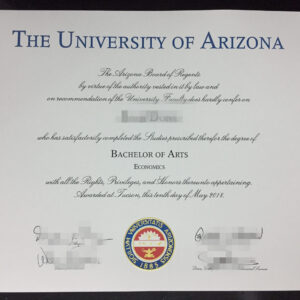 THE UNIVERSITY OF ARIZONA
The Arizona Board of Regents
by virtue of the authority vested in it by law and
on recommendation of the University Faculty does hereby confer on
who has satisfactorily completed the Studies prescribed therefor the degree of
BACHELOR OF ARTS
ECONOMICS
with all the Rights, Privileges, and Honors thereunto appertaining.
Awarded at Tucson, this tenth day of May 2017.
1885